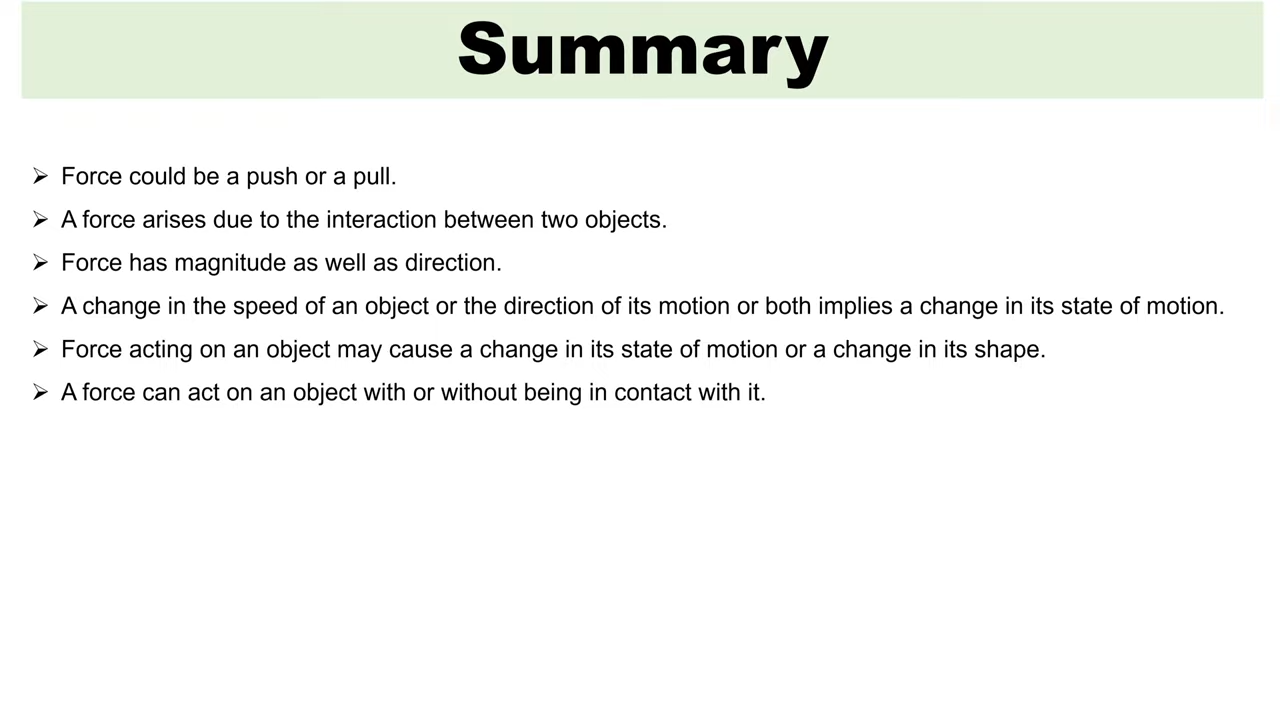 Summary
➢ Force could be a push or a pull.
➢ A force arises due to the interaction between two objects.
➢ Force has magnitude as well as direction.
➢ A change in the speed of an object or the direction of its motion or both implies a change in its state of motion.
➢ Force acting on an object may cause a change in its state of motion or a change in its shape.
➢ A force can act on an object with or without being in contact with it.